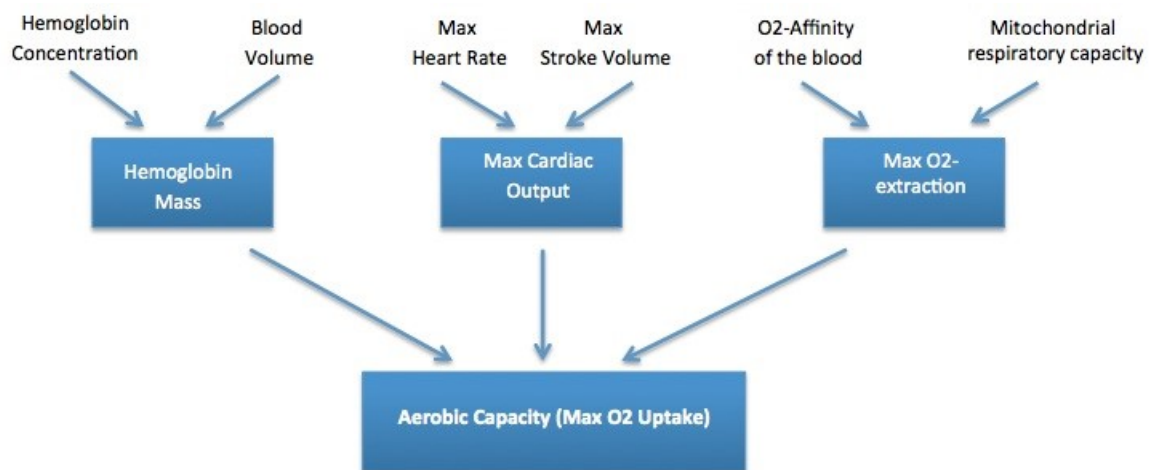 Hemoglobin
Concentration
Blood
Volume
Max
Heart Rate
Max
Stroke Volume
O2-Affinity
of the blood
Mitochondrial
respiratory capacity
Hemoglobin
Mass
Max Cardiac
Output
Max O2-
extraction
Aerobic Capacity (Max O2 Uptake)